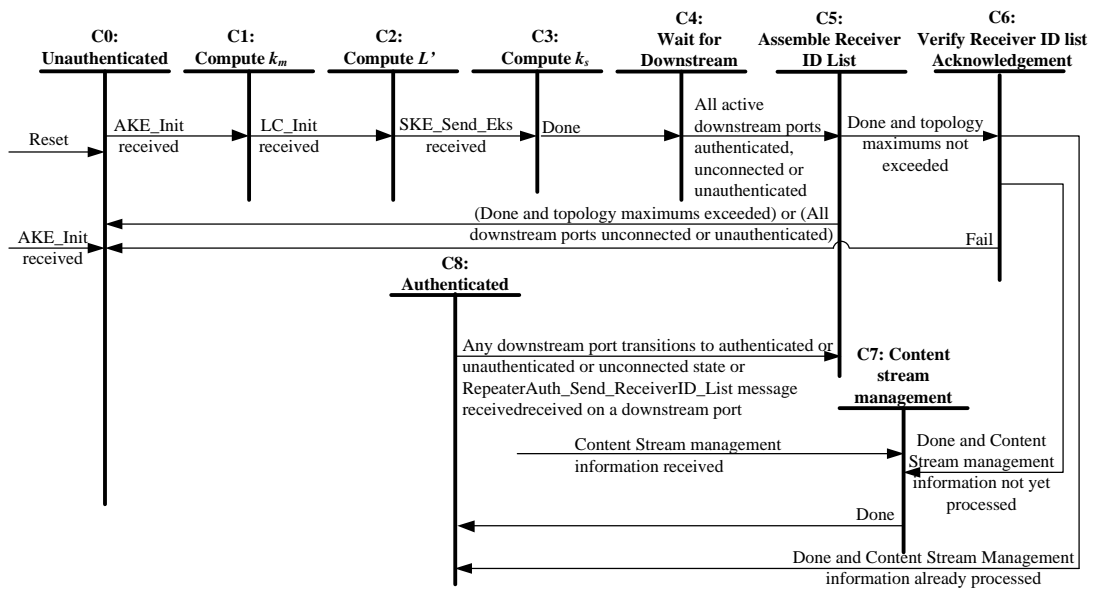 C0:
Unauthenticated
C1:
Compute km
C2:
Compute L’
C3:
Compute ks
C4:
Wait for
Downstream
C5:
Assemble Receiver
ID List
C6:
Verify Receiver ID list
Acknowledgement
Reset
AKE_Init
received
LC_Init
received
SKE_Send_Eks
received
Done
All active
downstream ports
authenticated,
unconnected or
unauthenticated
Done and topology
maximums not
exceeded
(Done and topology maximums exceeded) or (All
downstream ports unconnected or unauthenticated)
AKE_Init
received
Fail
C8:
Authenticated
Any downstream port transitions to authenticated or
unauthenticated or unconnected state or
RepeaterAuth_Send_ReceiverID_List message
receivedreceived on a downstream port
C7: Content
stream
management
Content Stream management
information received
Done and Content
Stream management
information not yet
processed
Done
Done and Content Stream Management
information already processed